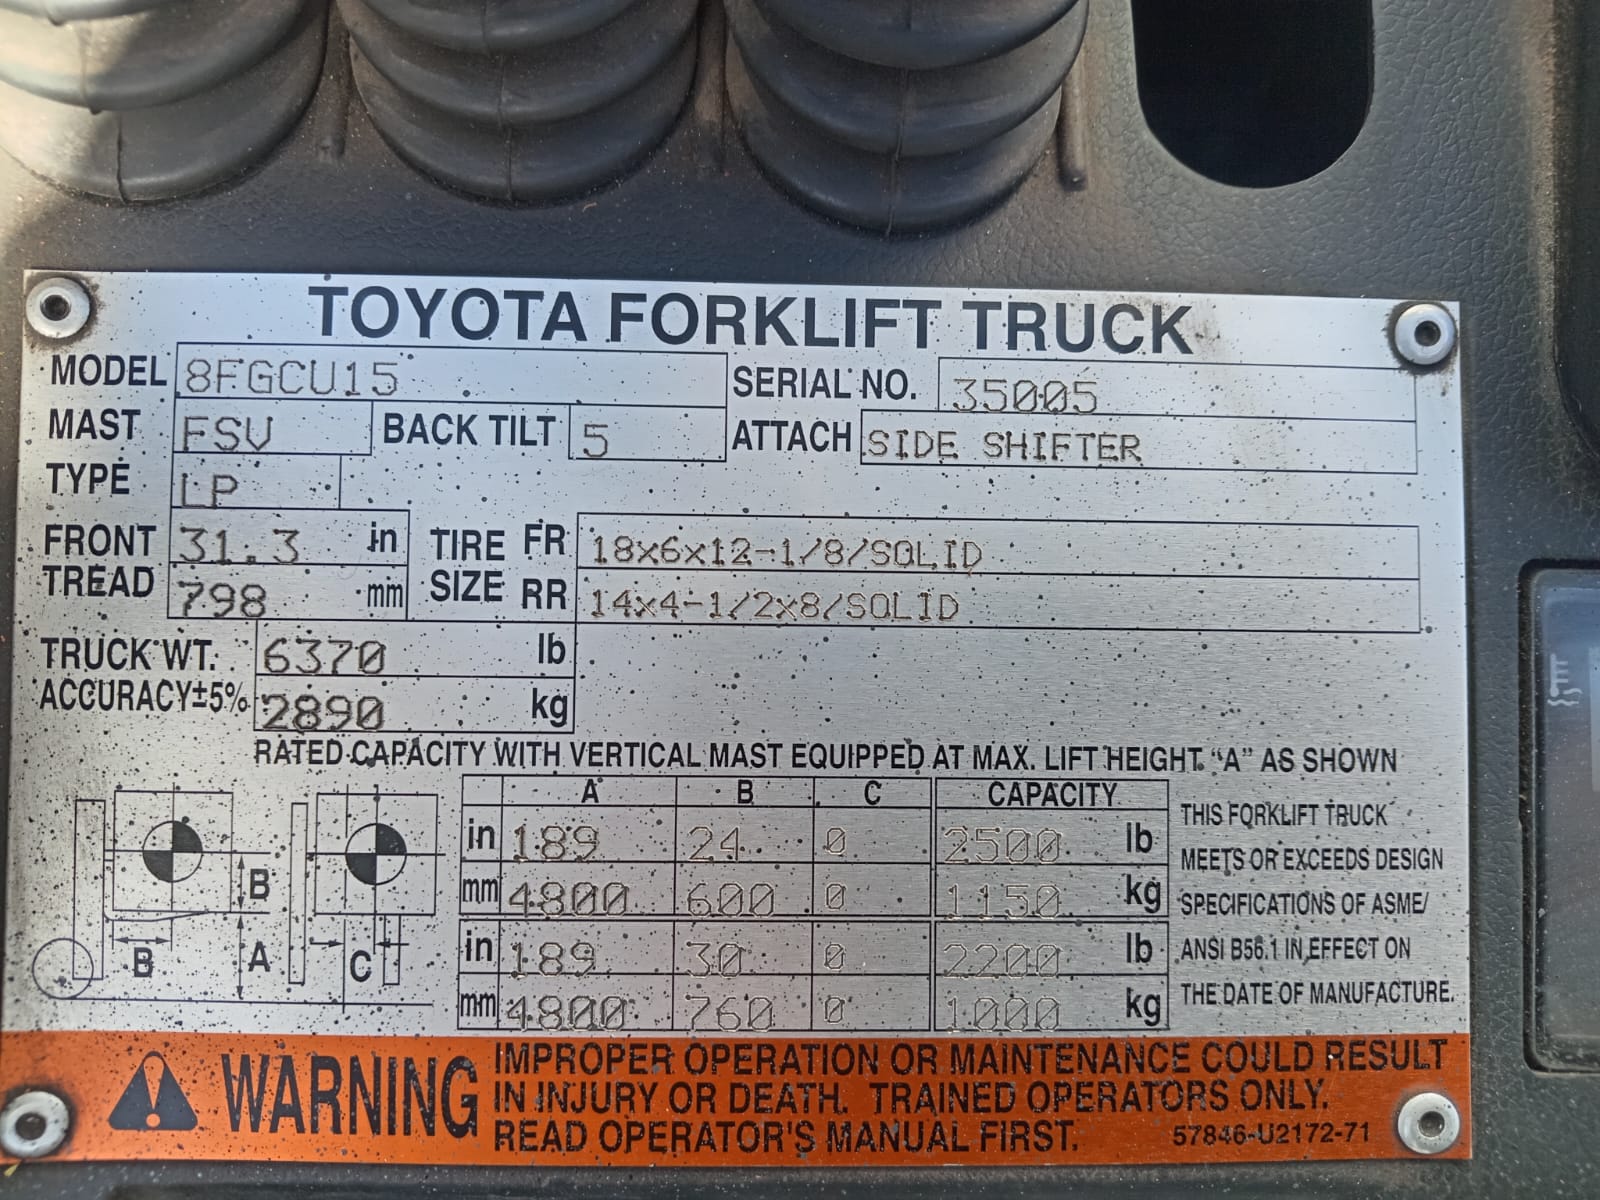 TOYOTA FORKLIFT TRUCK
MODEL 8FGCU15 SERIAL NO. 35005
MAST FSV BACK TILT 5 ATTACH SIDE SHIFTER
TYPE LP
FRONT TREAD 31.3 in TIRE SIZE FR 18x6x12-1/8/SOLID
798 mm RR 14x4-1/2x8/SOLID
TRUCK WT. 6370 lb
ACCURACY±5% 2890 kg
RATED CAPACITY WITH VERTICAL MAST EQUIPPED AT MAX. LIFT HEIGHT "A" AS SHOWN
A B C CAPACITY
in 189 24 0 2500 lb
mm 4800 600 0 1150 kg
in 189 30 0 2200 lb
mm 4800 760 0 1000 kg
B
B A C
THIS FORKLIFT TRUCK
MEETS OR EXCEEDS DESIGN
SPECIFICATIONS OF ASME/
ANSI B56.1 IN EFFECT ON
THE DATE OF MANUFACTURE.
WARNING
IMPROPER OPERATION OR MAINTENANCE COULD RESULT
IN INJURY OR DEATH. TRAINED OPERATORS ONLY.
READ OPERATOR'S MANUAL FIRST. 57846-U2172-71